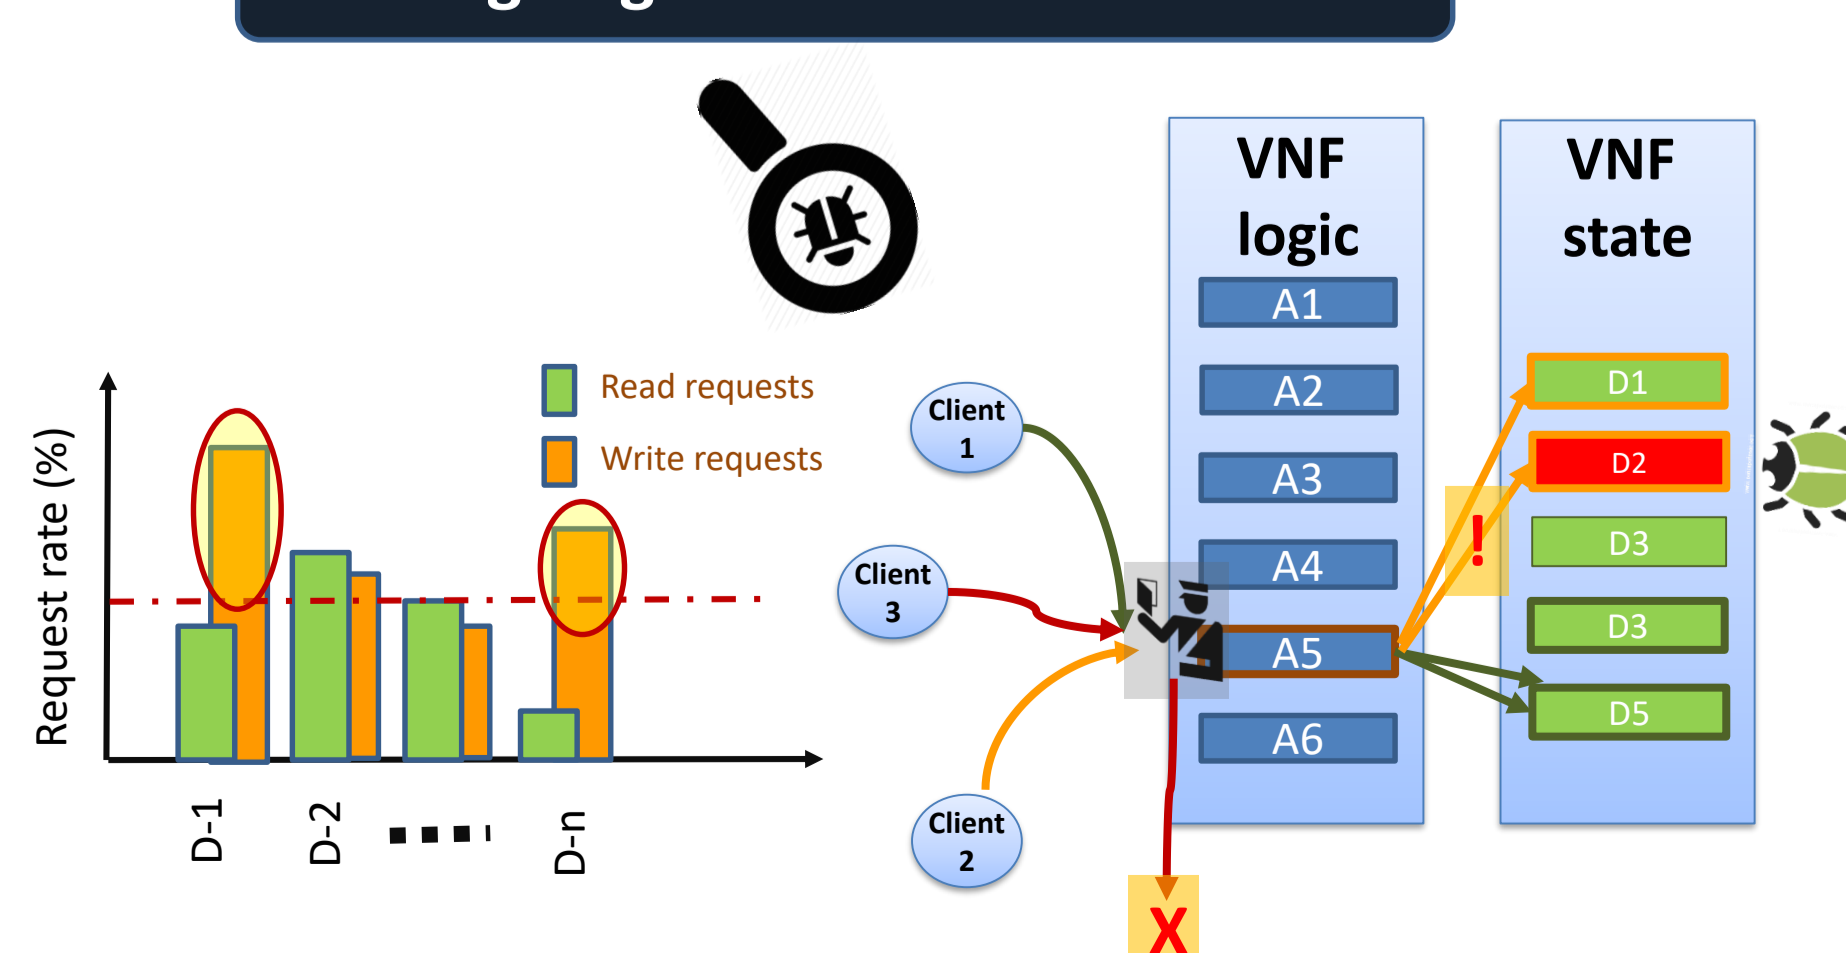 Request rate (%)
Read requests
Write requests
D-1
D-2
D-n
Client
1
Client
3
Client
2
VNF
logic
A1
A2
A3
A4
A5
A6
X
VNF
state
D1
D2
!
D3
D3
D5